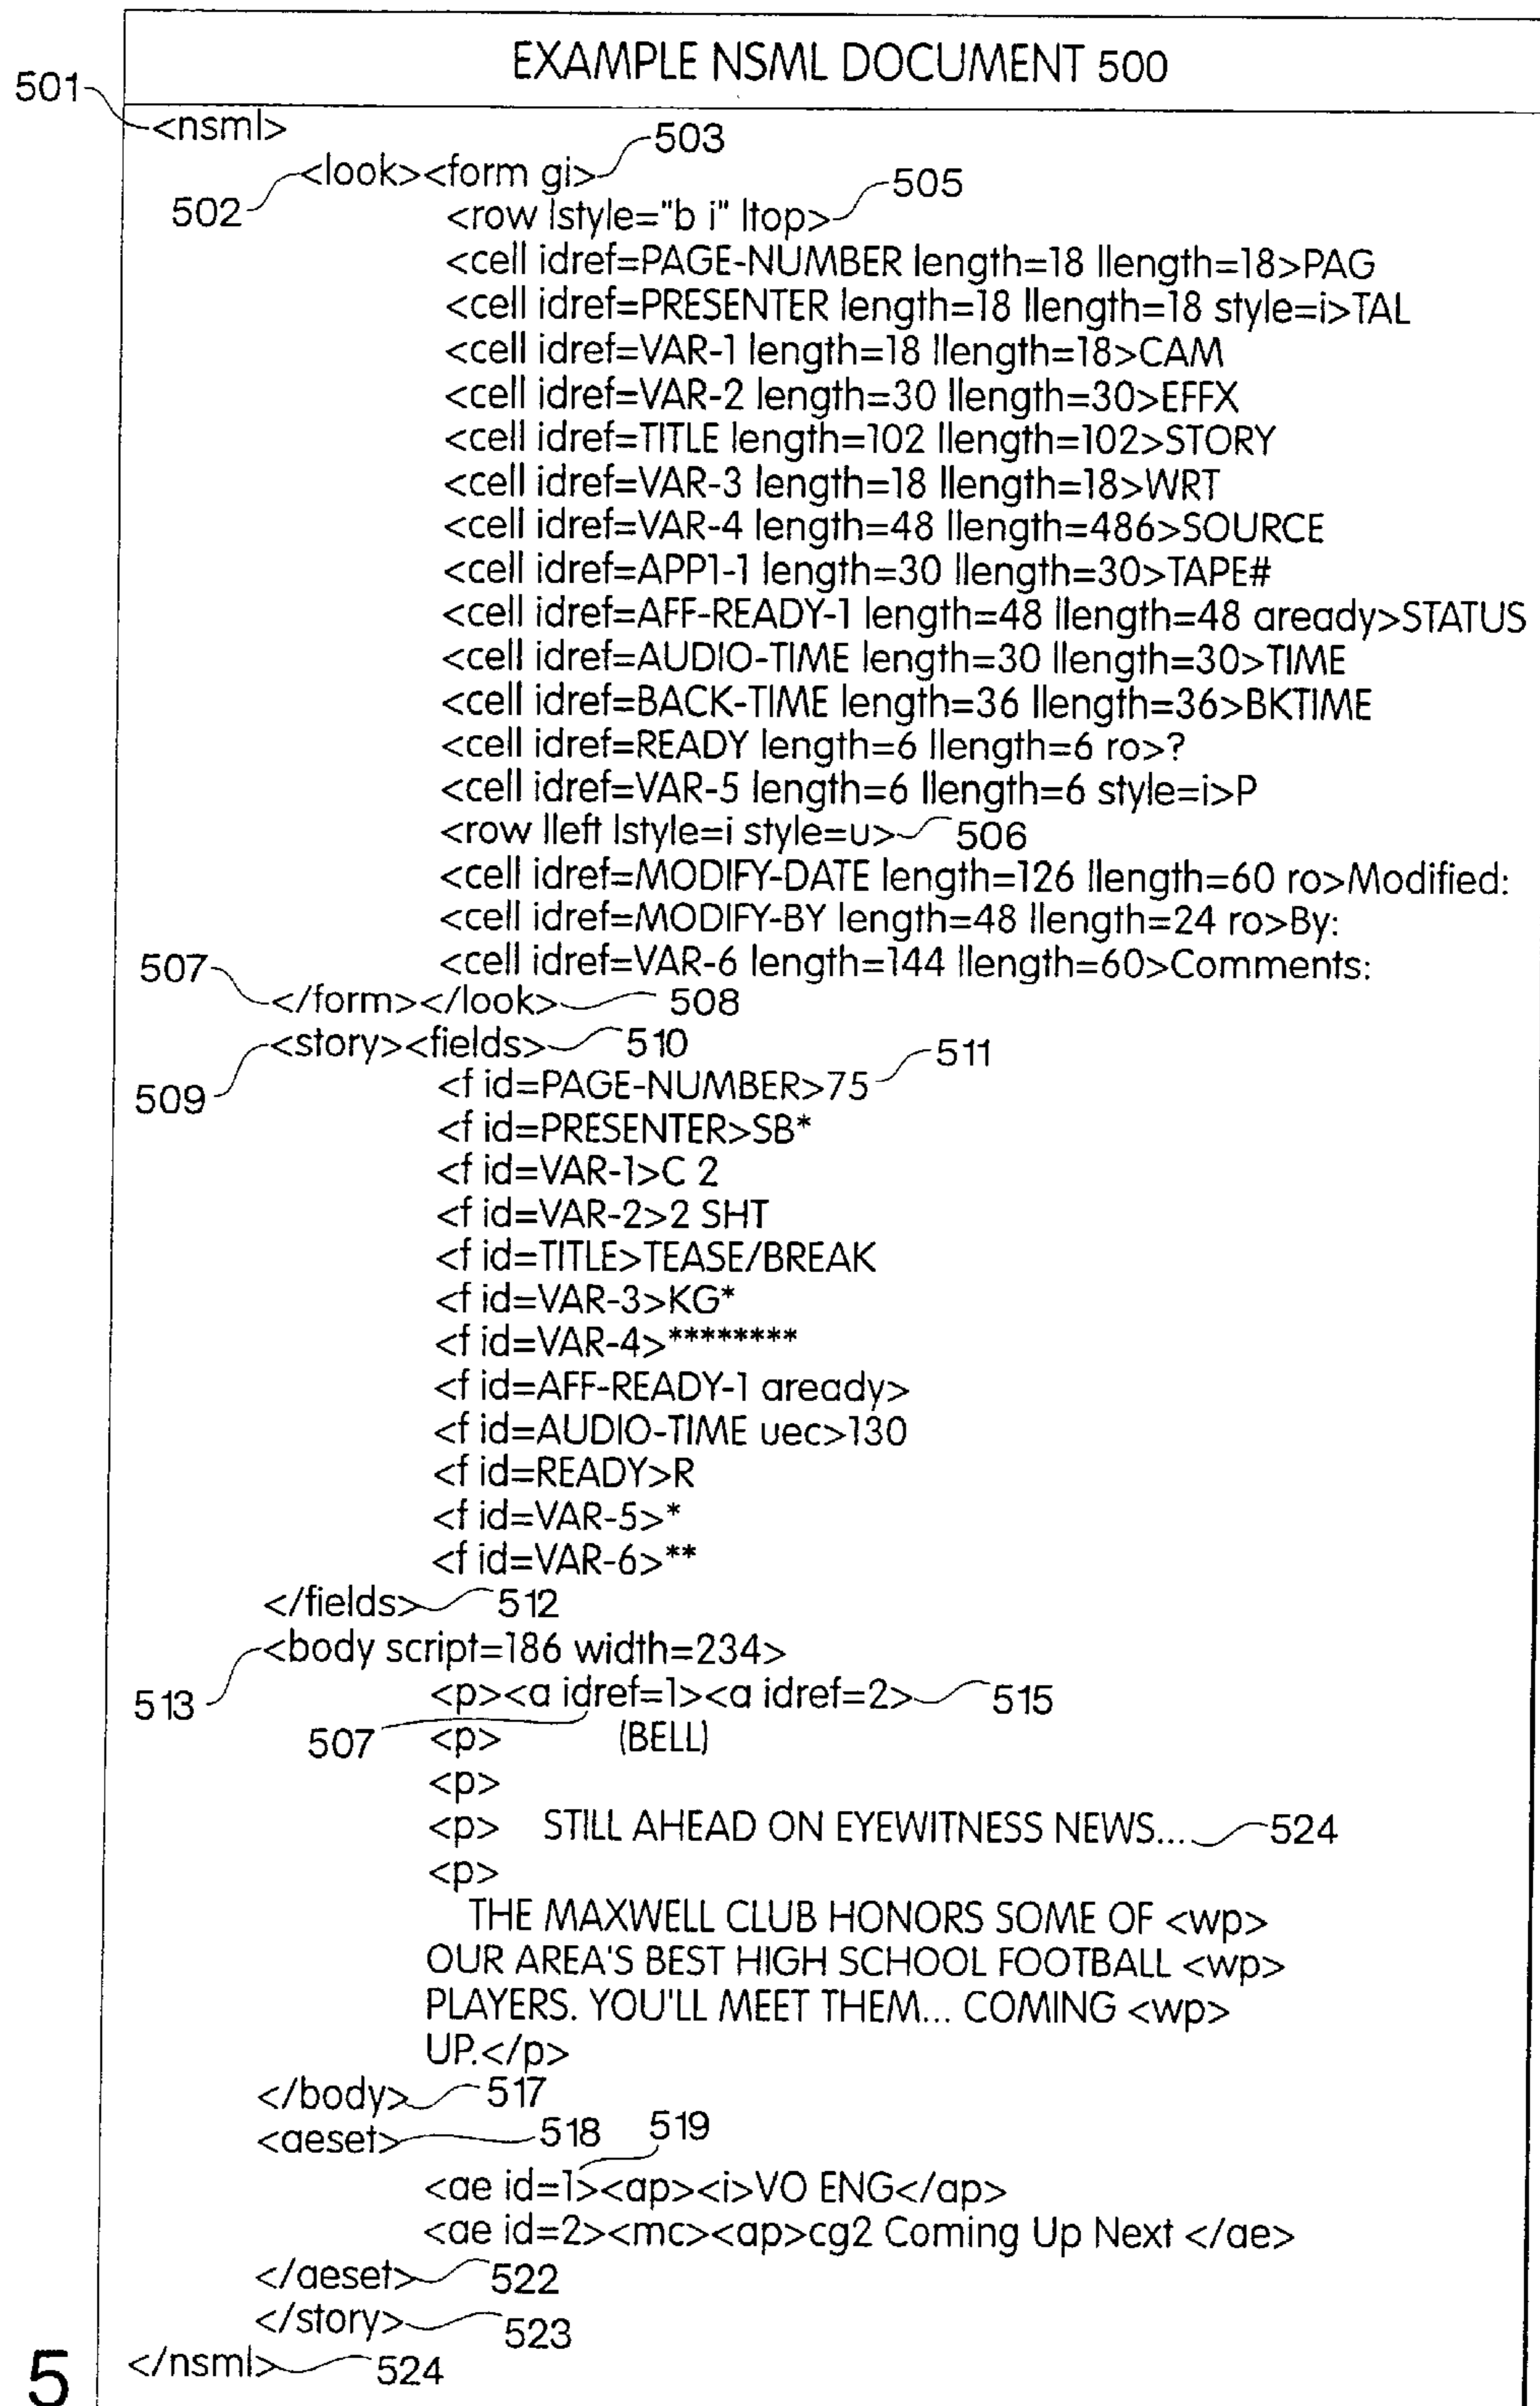 EXAMPLE NSML DOCUMENT 500
501
<nsml>
503
<look><form gi>
502
505
<row lstyle="b i" ltop>
<cell idref=PAGE-NUMBER length=18 llength=18>PAG
<cell idref=PRESENTER length=18 llength=18 style=i>TAL
<cell idref=VAR-1 length=18 llength=18>CAM
<cell idref=VAR-2 length=30 llength=30>EFFX
<cell idref=TITLE length=102 llength=102>STORY
<cell idref=VAR-3 length=18 llength=18>WRT
<cell idref=VAR-4 length=48 llength=486>SOURCE
<cell idref=APP1-1 length=30 llength=30>TAPE#
<cell idref=AFF-READY-1 length=48 llength=48 aready>STATUS
<cell idref=AUDIO-TIME length=30 llength=30>TIME
<cell idref=BACK-TIME length=36 llength=36>BKTIME
<cell idref=READY length=6 llength=6 ro>?
<cell idref=VAR-5 length=6 llength=6 style=i>P
<row lleft lstyle=i style=u> 506
<cell idref=MODIFY-DATE length=126 llength=60 ro>Modified:
<cell idref=MODIFY-BY length=48 llength=24 ro>By:
507 <cell idref=VAR-6 length=144 llength=60>Comments:
</form></look> 508
<story><fields> 510
511
509 <f id=PAGE-NUMBER>75
<f id=PRESENTER>SB*
<f id=VAR-1>C 2
<f id=VAR-2>2 SHT
<f id=TITLE>TEASE/BREAK
<f id=VAR-3>KG*
<f id=VAR-4>********
<f id=AFF-READY-1 aready>
<f id=AUDIO-TIME uec>130
<f id=READY>R
<f id=VAR-5>*
<f id=VAR-6>**
</fields> 512
<body script=186 width=234>
513 <p><a idref=1><a idref=2> 515
507 <p> (BELL)
<p>
<p> STILL AHEAD ON EYEWITNESS NEWS... 524
<p>
THE MAXWELL CLUB HONORS SOME OF <wp>
OUR AREA'S BEST HIGH SCHOOL FOOTBALL <wp>
PLAYERS. YOU'LL MEET THEM... COMING <wp>
UP.</p>
</body> 517
<aeset> 518 519
<ae id=1><ap><i>VO ENG</ap>
<ae id=2><mc><ap>cg2 Coming Up Next </ae>
</aeset> 522
</story> 523
</nsml> 524
5